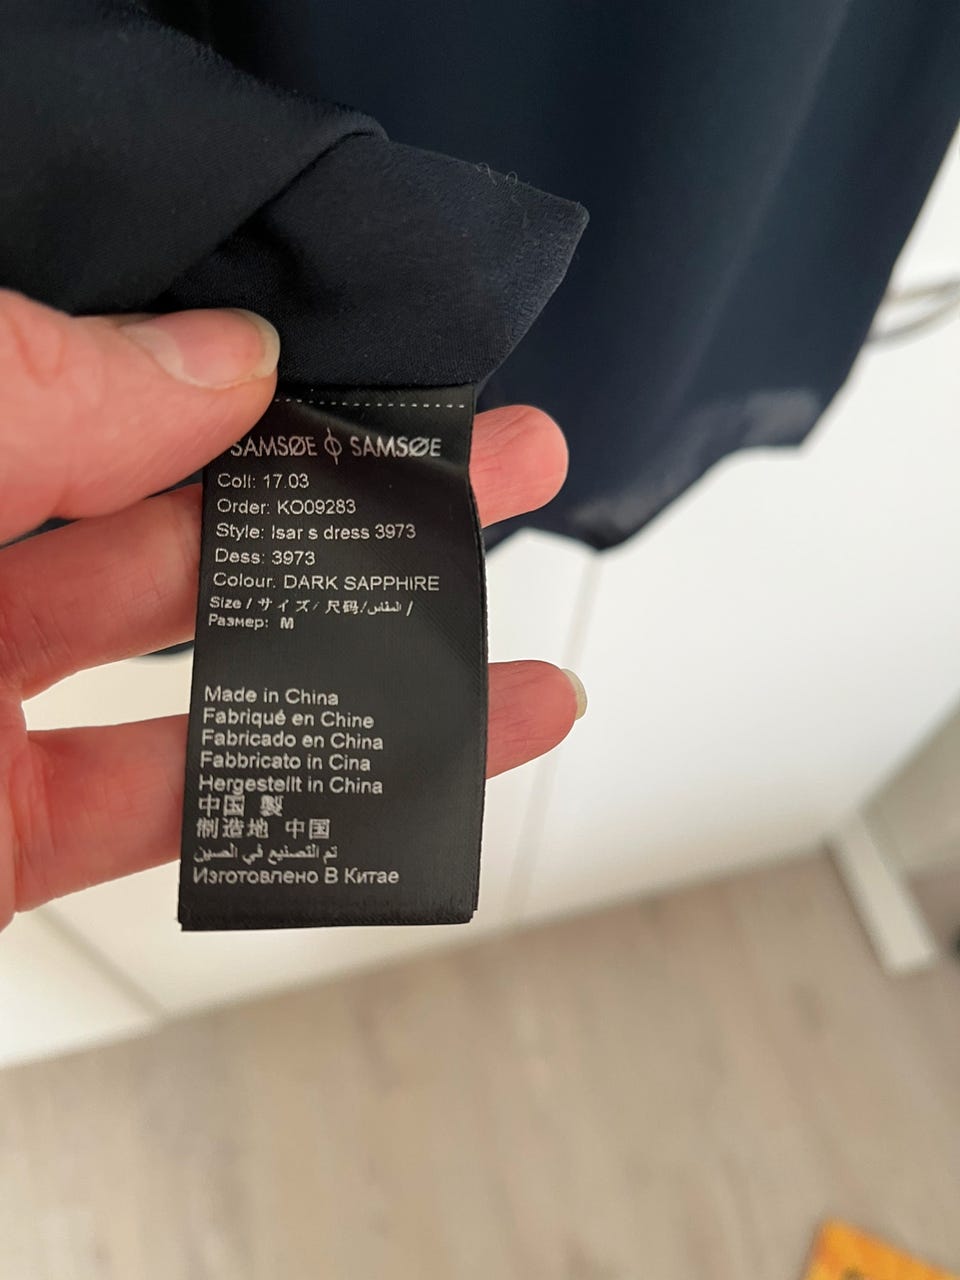 SAMSØE ϕ SAMSØE
Coll: 17.03
Order: KO09283
Style: Isar s dress 3973
Dess: 3973
Colour: DARK SAPPHIRE
Size / サイズ/ 尺码/المقاس /
Размер: M
Made in China
Fabriqué en Chine
Fabricado en China
Fabbricato in Cina
Hergestellt in China
中国 製
制造地 中国
تم التصنيع في الصين
Изготовлено В Китае